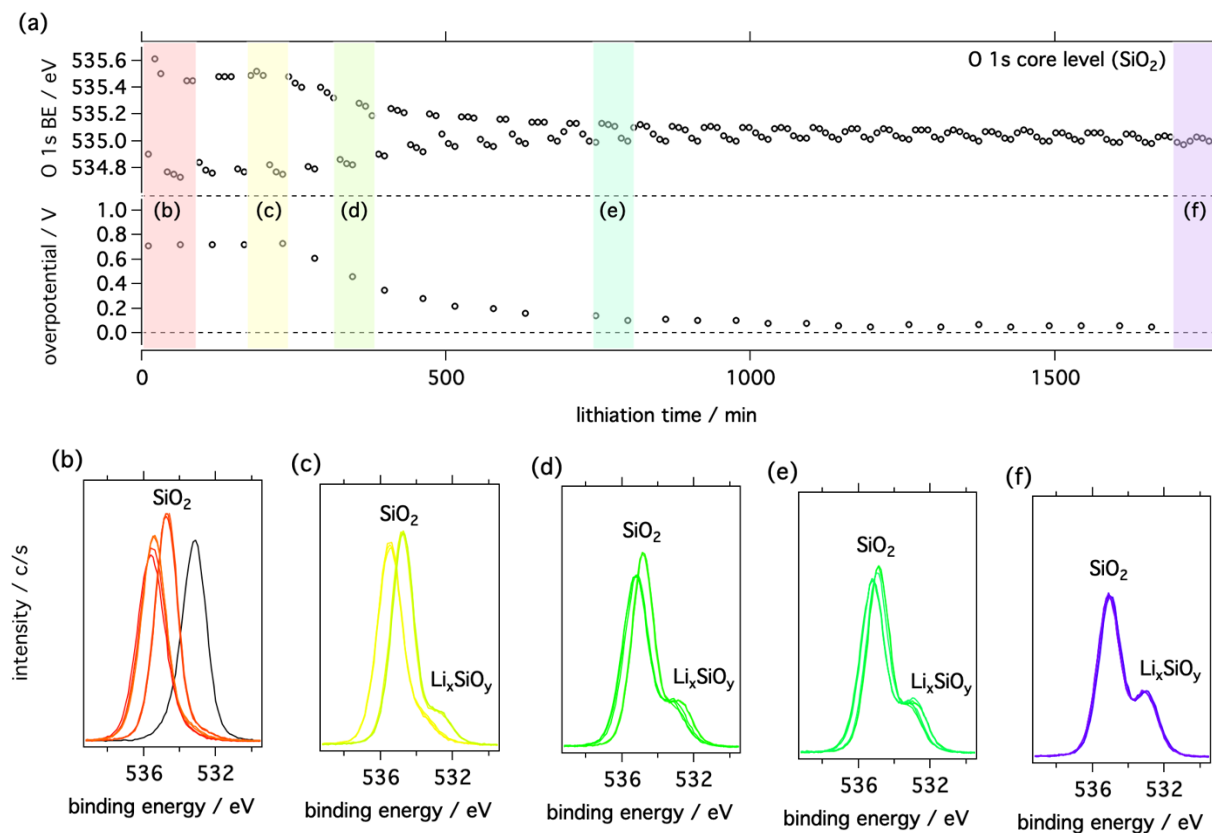 (a)
O 1s core level (SiO2)
O 1s BE / eV
535.6
535.4
535.2
535.0
534.8
(b)
(c)
(d)
(e)
(f)
overpotential / V
1.0
0.8
0.6
0.4
0.2
0.0
0
500
1000
1500
lithiation time / min
(b)
SiO2
intensity / c/s
536
532
binding energy / eV
(c)
SiO2
LixSiOy
536
532
binding energy / eV
(d)
SiO2
LixSiOy
536
532
binding energy / eV
(e)
SiO2
LixSiOy
536
532
binding energy / eV
(f)
SiO2
LixSiOy
536
532
binding energy / eV